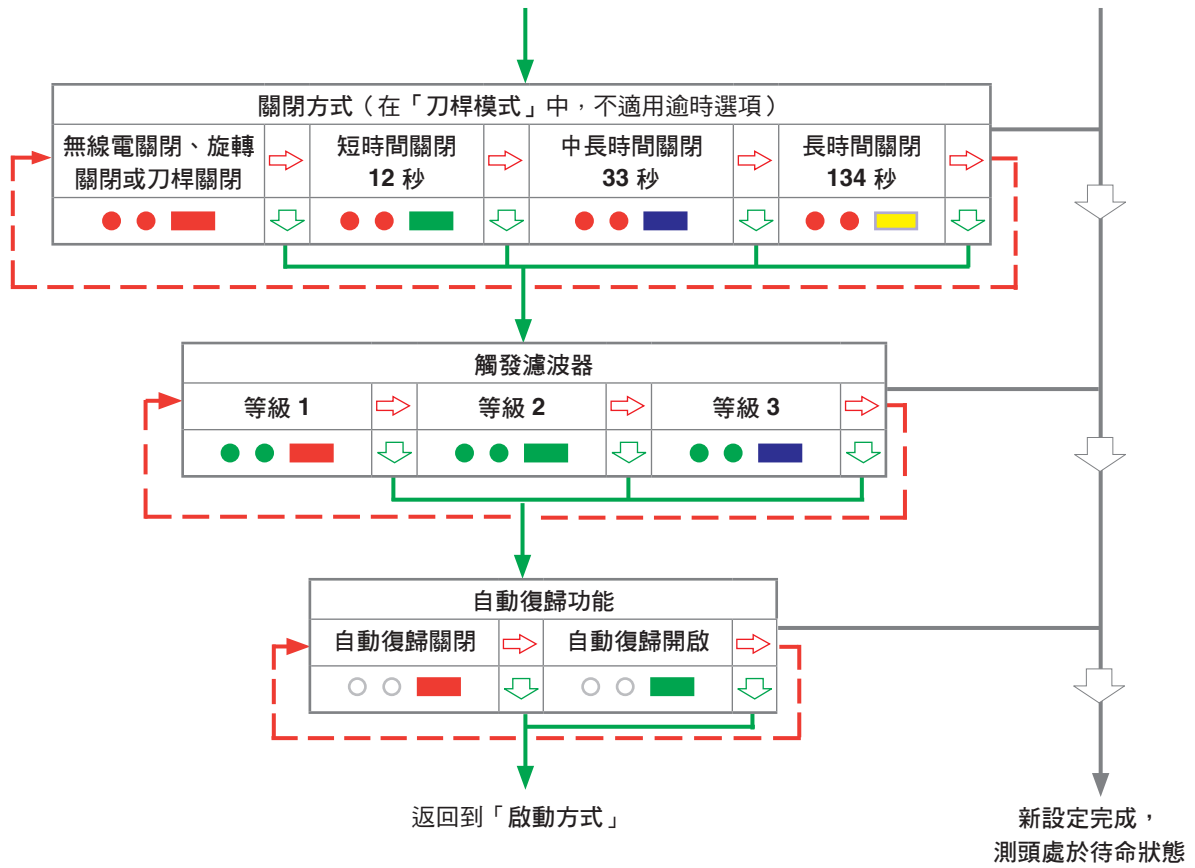 關閉方式（在「刀桿模式」中，不適用逾時選項）
無線電關閉、旋轉
關閉或刀桿關閉
短時間關閉
12 秒
中長時間關閉
33 秒
長時間關閉
134 秒
觸發濾波器
等級 1
等級 2
等級 3
自動復歸功能
自動復歸關閉
自動復歸開啟
返回到「啟動方式」
新設定完成，
測頭處於待命狀態